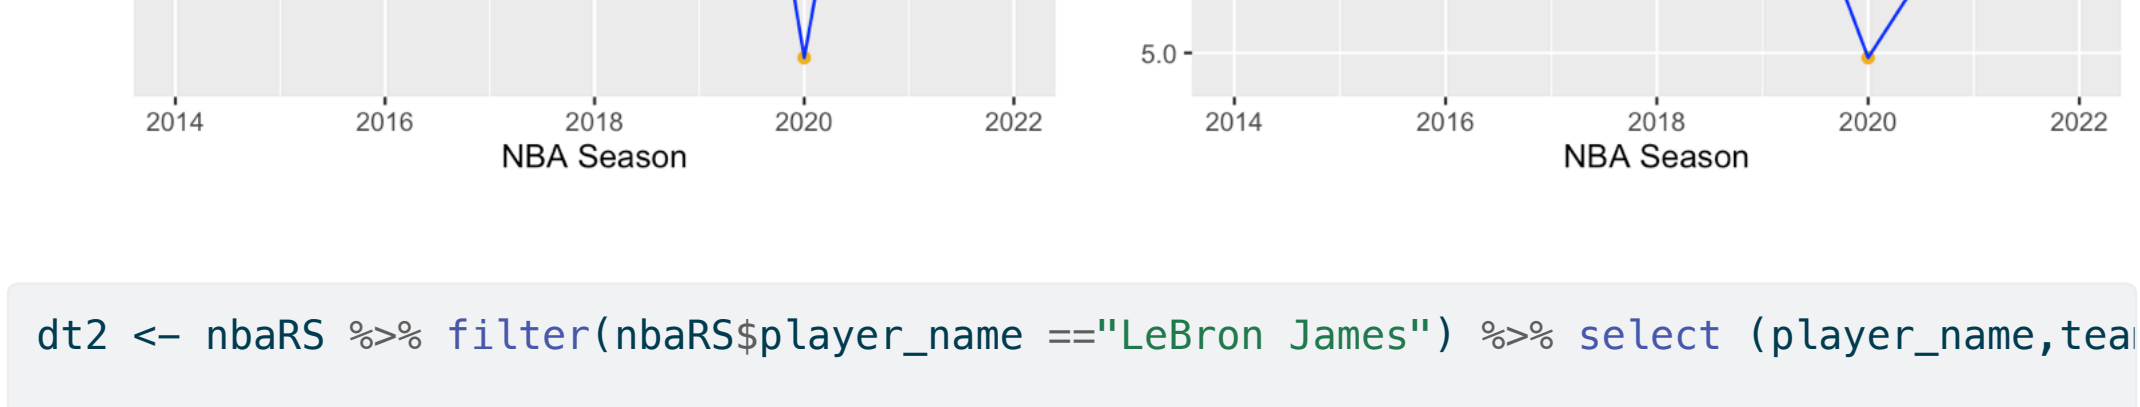 5.0
2014 2016 2018 2020 2022 2014 2016 2018 2020 2022
NBA Season NBA Season
dt2 <- nbaRS %>% filter(nbaRS$player_name =="LeBron James") %>% select (player_name,